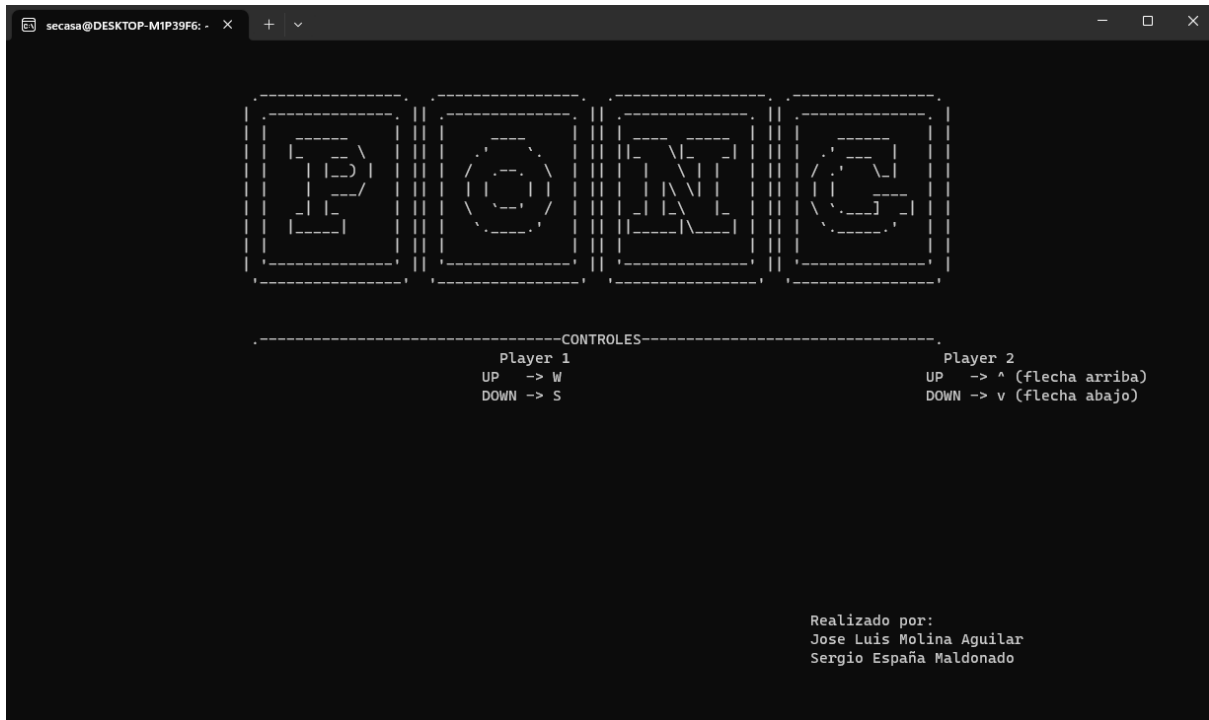 secasa@DESKTOP-M1P39F6: -
PONG
.----------------------------------CONTROLES---------------------------------.
Player 1 Player 2
UP -> W UP -> ^ (flecha arriba)
DOWN -> S DOWN -> v (flecha abajo)
Realizado por:
Jose Luis Molina Aguilar
Sergio España Maldonado